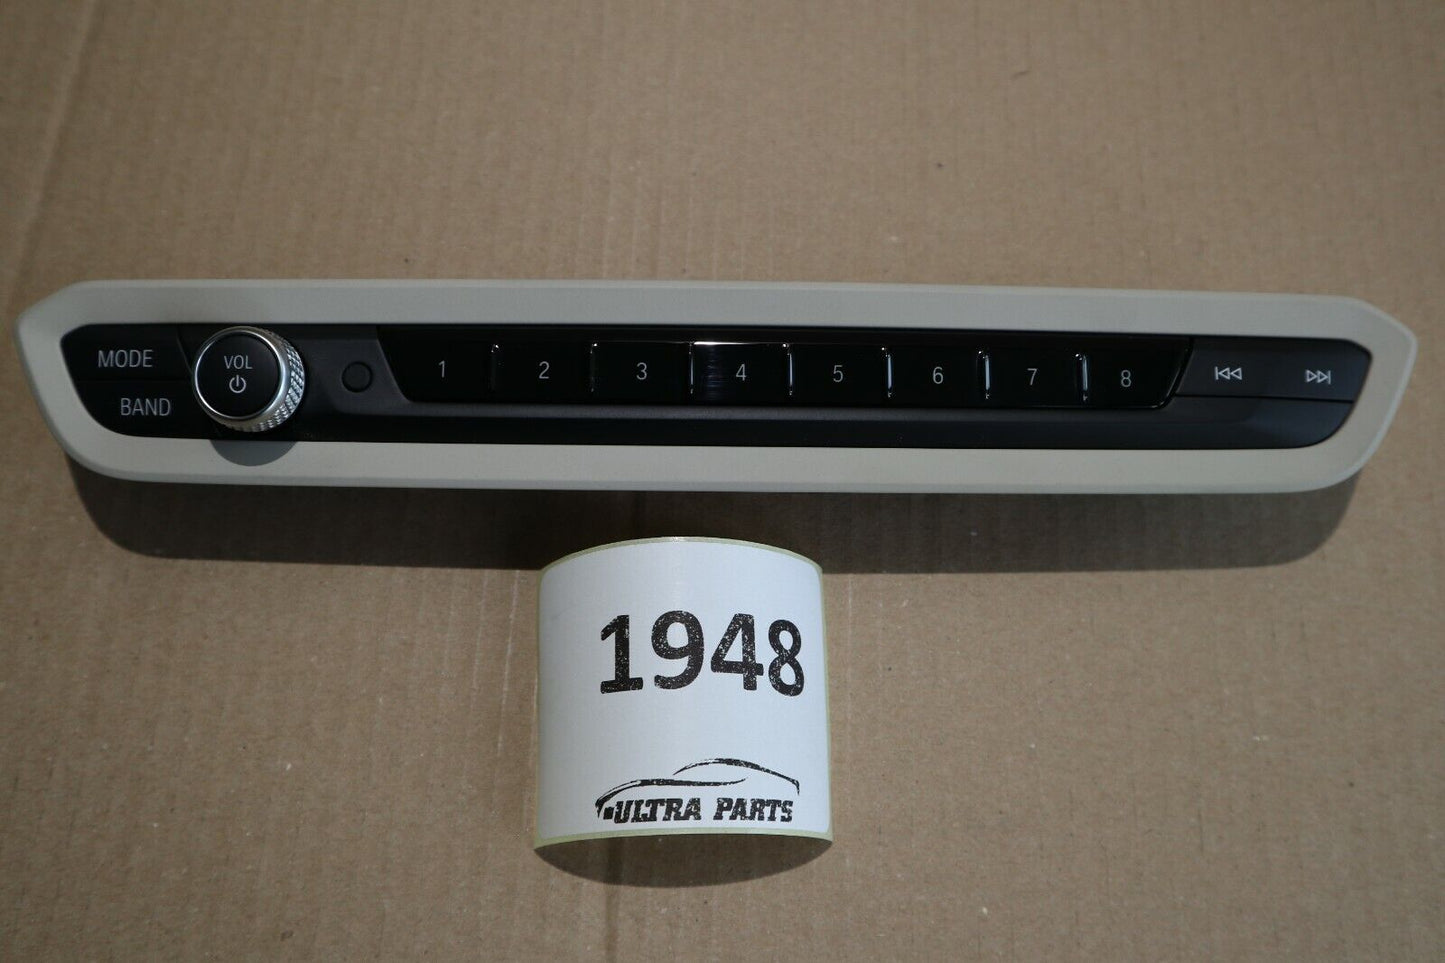 MODE
VOL
BAND
1 2 3 4 5 6 7 8
1948
ULTRA PARTS